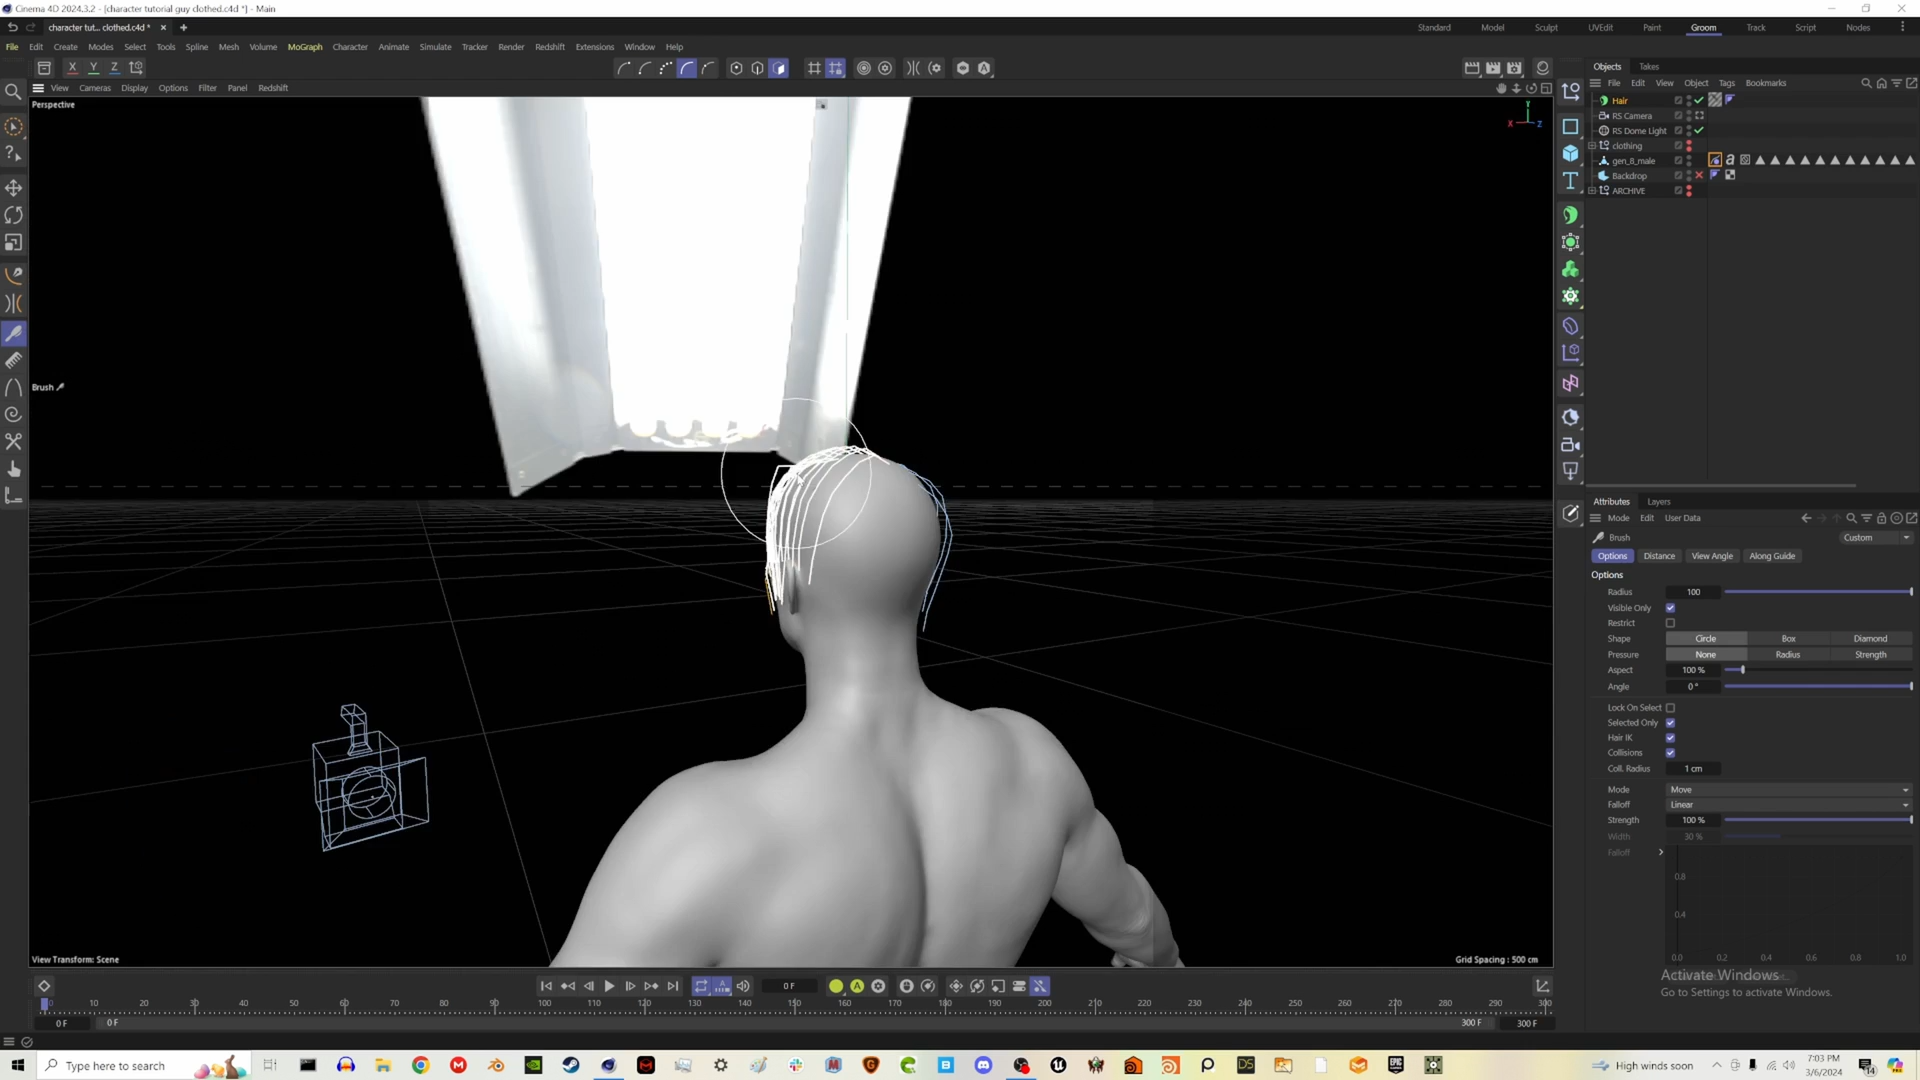 Cinema 4D 2024.3.2 - [character tutorial guy clothed.c4d *] - Main
character tut... clothed.c4d *
Standard Model Sculpt UVEdit Paint Groom Track Script Nodes
File Edit Create Modes Select Tools Spline Mesh Volume MoGraph Character Animate Simulate Tracker Render Redshift Extensions Window Help
X Y Z
Objects Takes
View Cameras Display Options Filter Panel Redshift
File Edit View Object Tags Bookmarks
Perspective
Hair
RS Camera
RS Dome Light
clothing
gen_8_male
Backdrop
ARCHIVE
Y
X Z
Brush
Attributes Layers
Mode Edit User Data
Brush
Custom
Options Distance View Angle Along Guide
Options
Radius 100
Visible Only
Restrict
Shape Circle Box Diamond
Pressure None Radius Strength
Aspect 100 %
Angle 0 °
Lock On Select
Selected Only
Hair IK
Collisions
Coll. Radius 1 cm
Mode Move
Falloff Linear
Strength 100 %
Width 30 %
Falloff
0.8
0.4
0.0 0.2 0.4 0.6 0.8 1.0
View Transform: Scene
Grid Spacing : 500 cm
Activate Windows
Go to Settings to activate Windows.
0 F
0 10 20 30 40 50 60 70 80 90 100 110 120 130 140 150 160 170 180 190 200 210 220 230 240 250 260 270 280 290 300
0 F 0 F 300 F 300 F
Type here to search
High winds soon
7:03 PM
3/6/2024
14